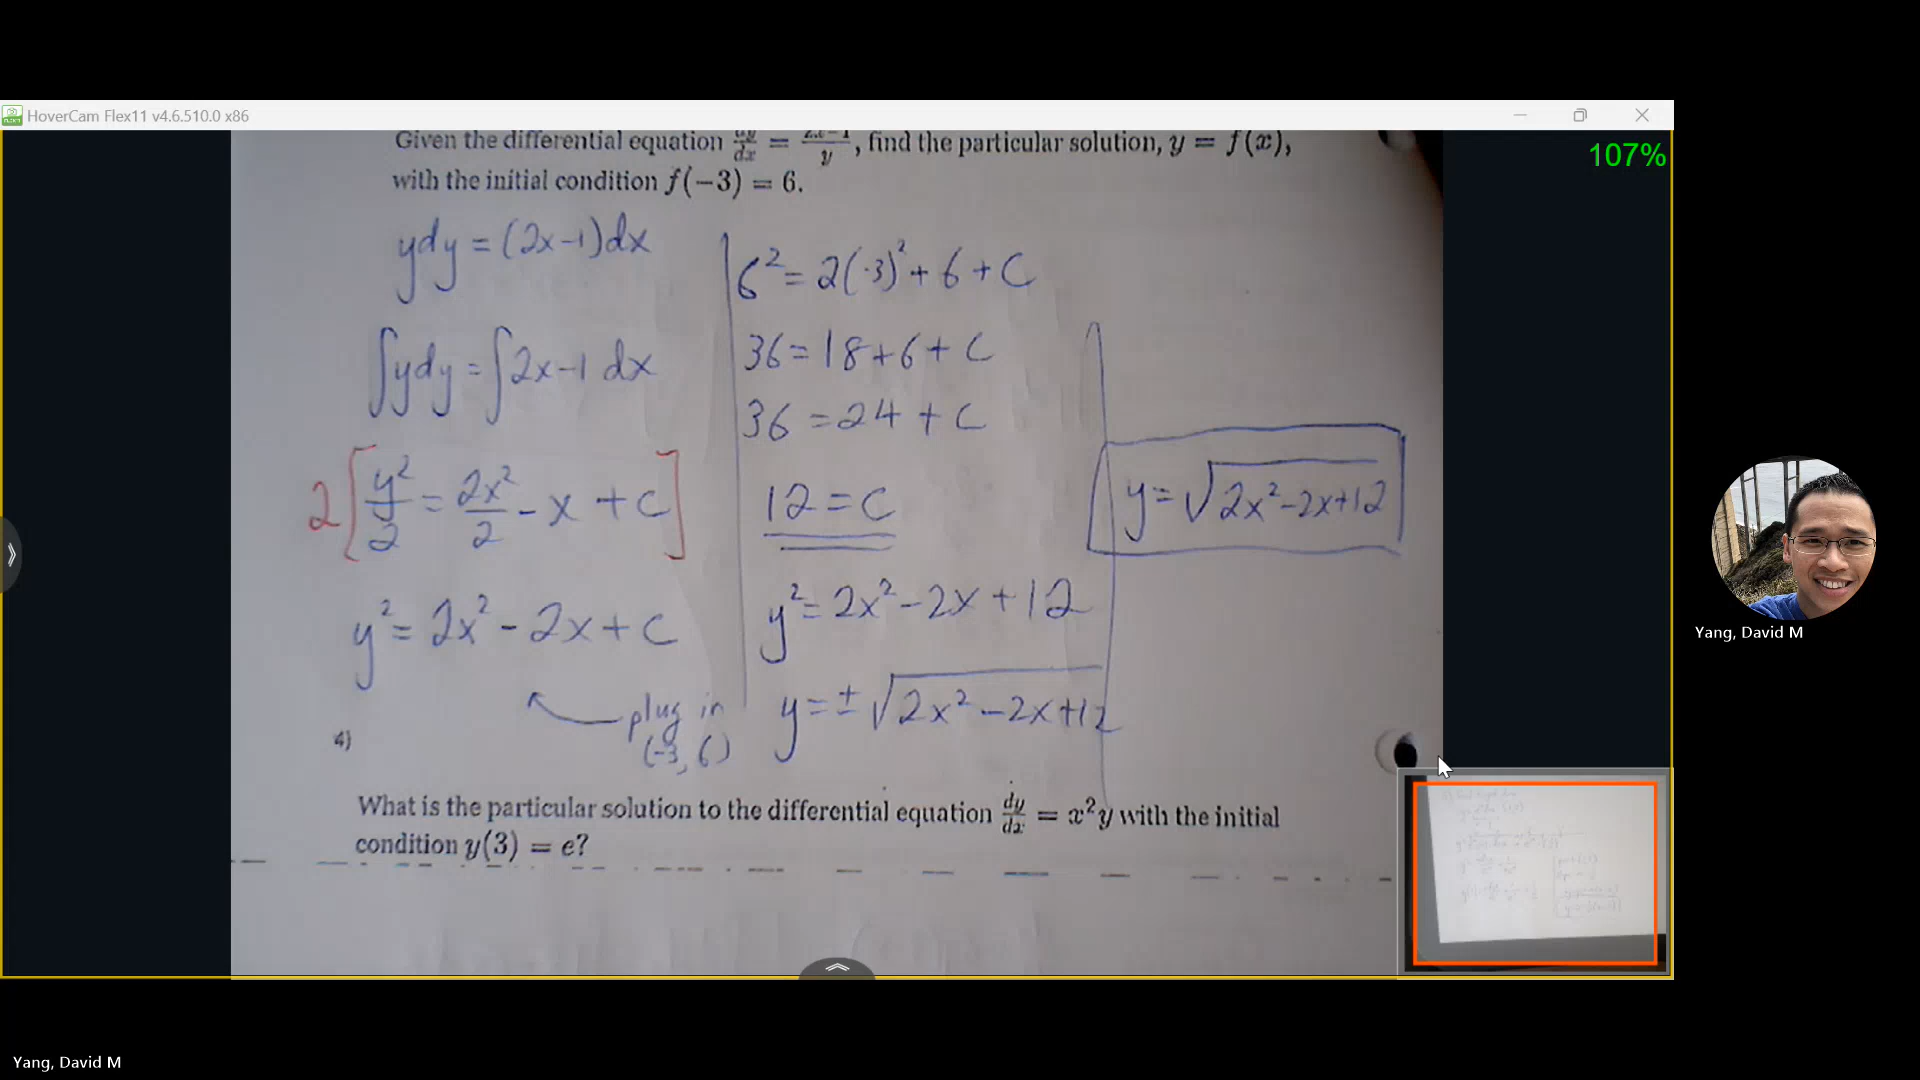 HoverCam Flex11 v4.6.510.0 x86
107%
Given the differential equation dy/dx = 2x-1/y, find the particular solution, y = f(x),
with the initial condition f(-3) = 6.
ydy = (2x-1)dx
∫ydy = ∫2x-1 dx
2[y²/2 = 2x²/2 - x + C]
y² = 2x² - 2x + C
plug in
(-3, 6)
6² = 2(-3)² + 6 + C
36 = 18 + 6 + C
36 = 24 + C
12 = C
y² = 2x² - 2x + 12
y = ± √2x² - 2x + 12
y = √2x² - 2x + 12
4)
What is the particular solution to the differential equation dy/dx = x²y with the initial
condition y(3) = e?
Yang, David M
Yang, David M